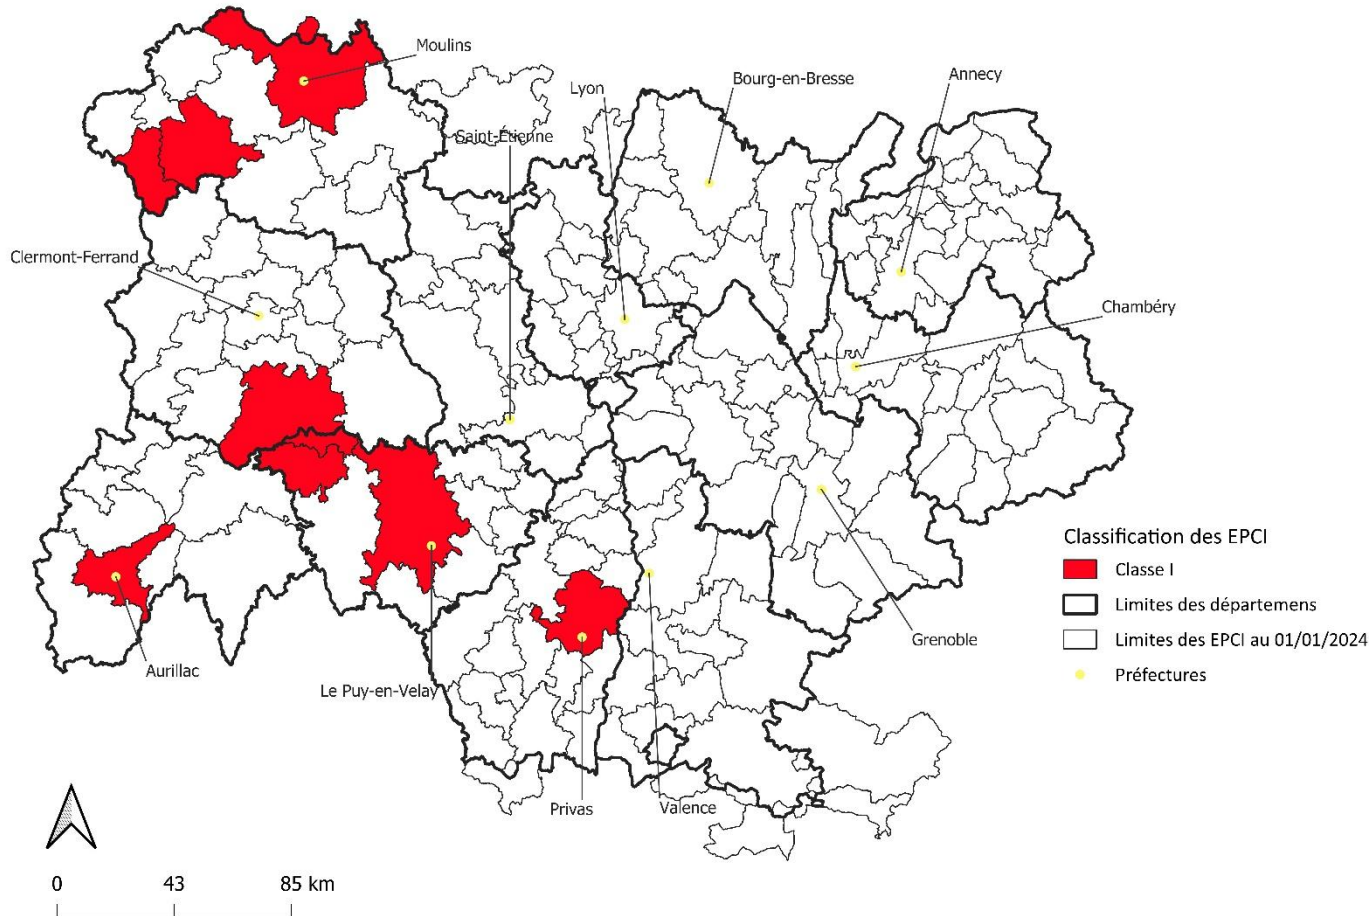 Moulins
Lyon
Bourg-en-Bresse
Annecy
Saint-Étienne
Clermont-Ferrand
Chambéry
Classification des EPCI
Classe I
Limites des départemens
Limites des EPCI au 01/01/2024
Préfectures
Grenoble
Aurillac
Le Puy-en-Velay
Privas
Valence
0 43 85 km